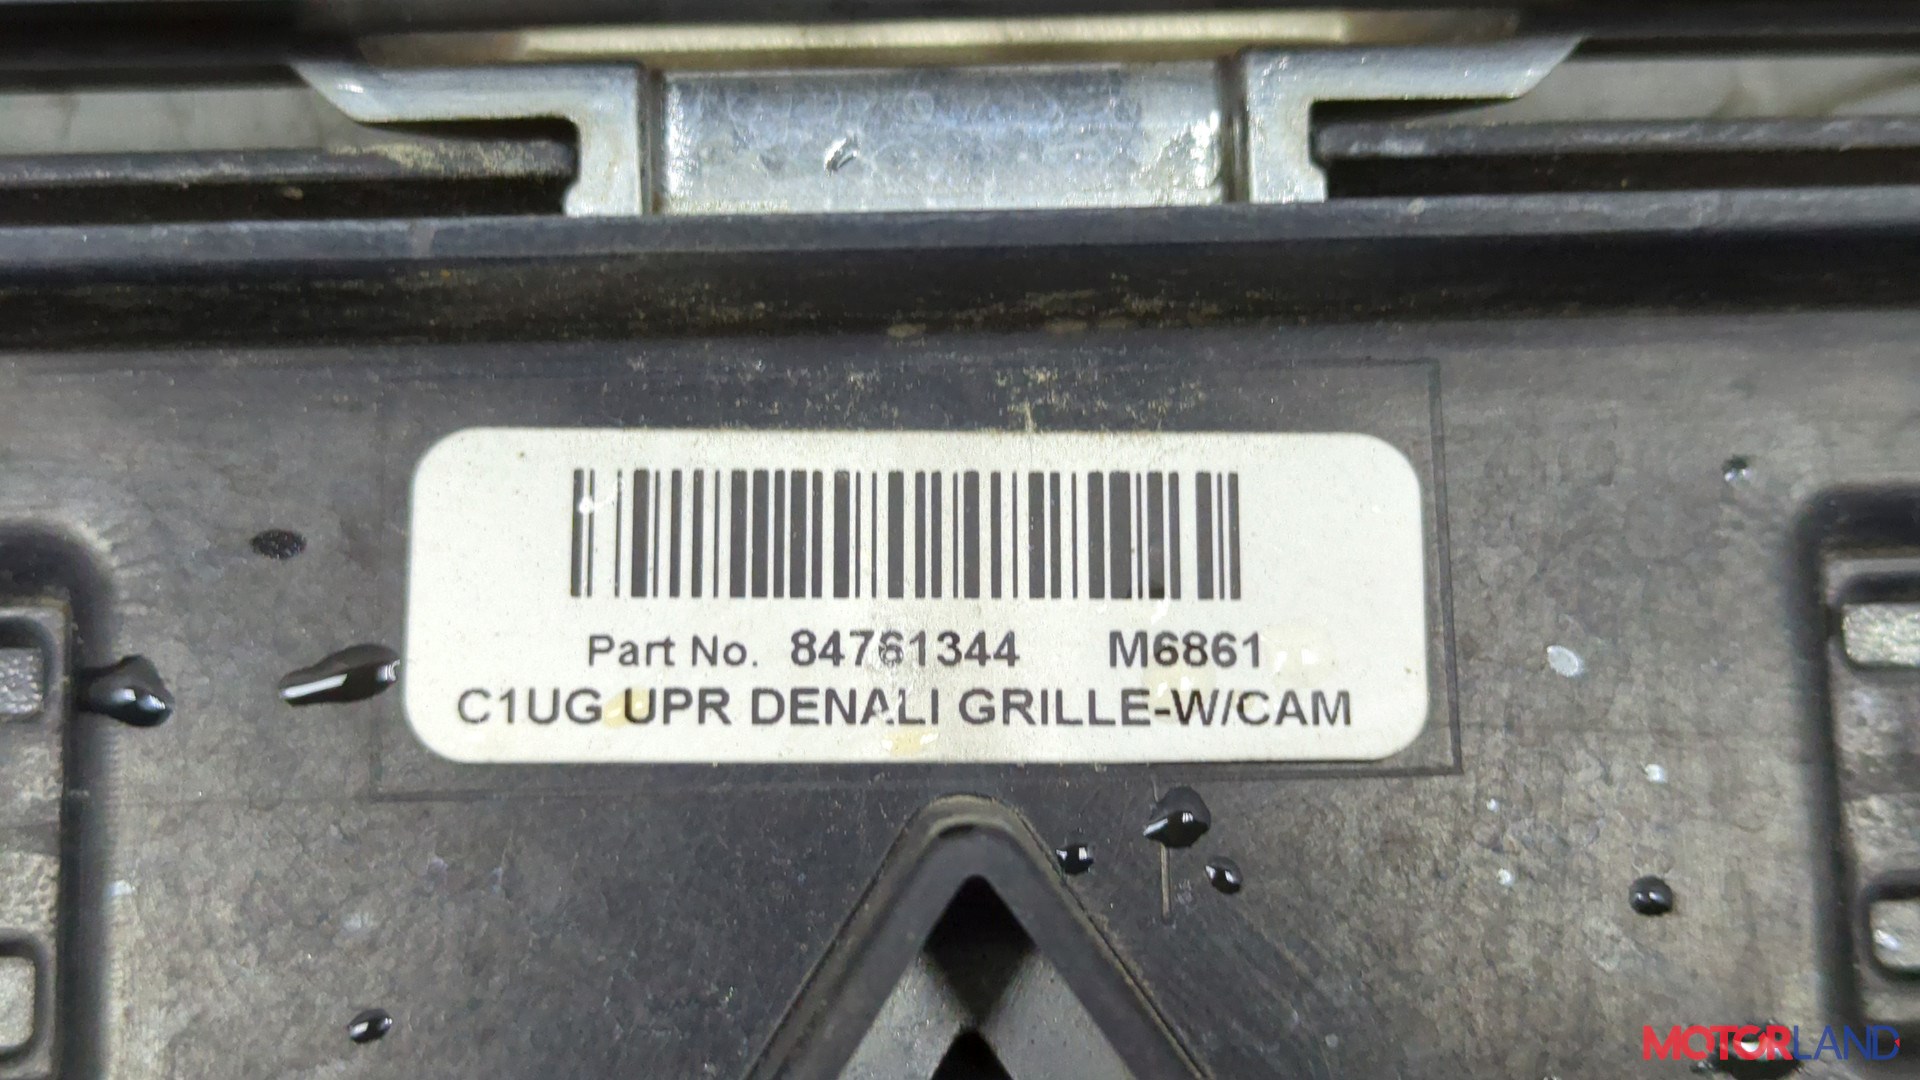 Part No. 84761344 M6861
C1UG UPR DENALI GRILLE-W/CAM
MOTORLAND